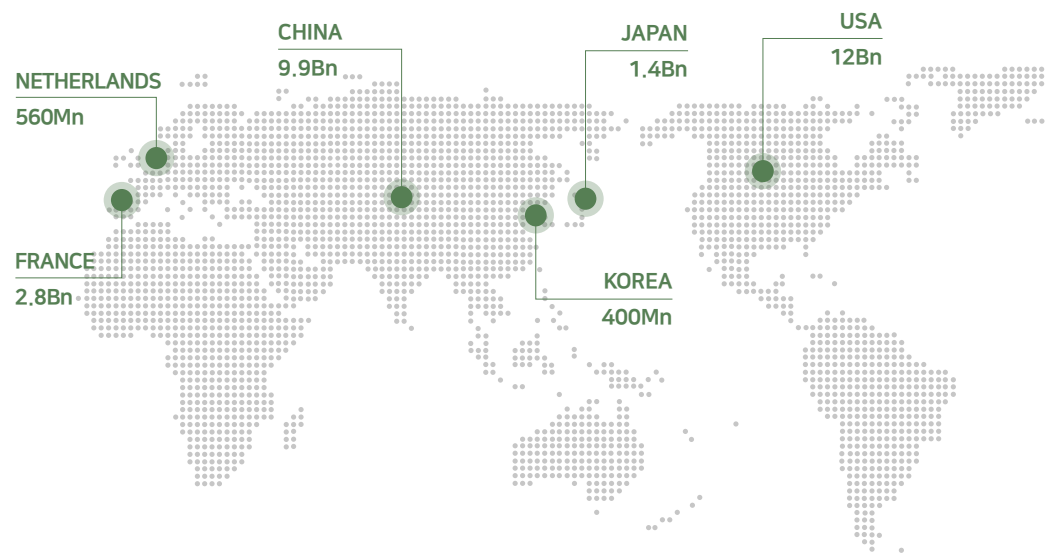 NETHERLANDS
560Mn
CHINA
9.9Bn
JAPAN
1.4Bn
USA
12Bn
FRANCE
2.8Bn
KOREA
400Mn